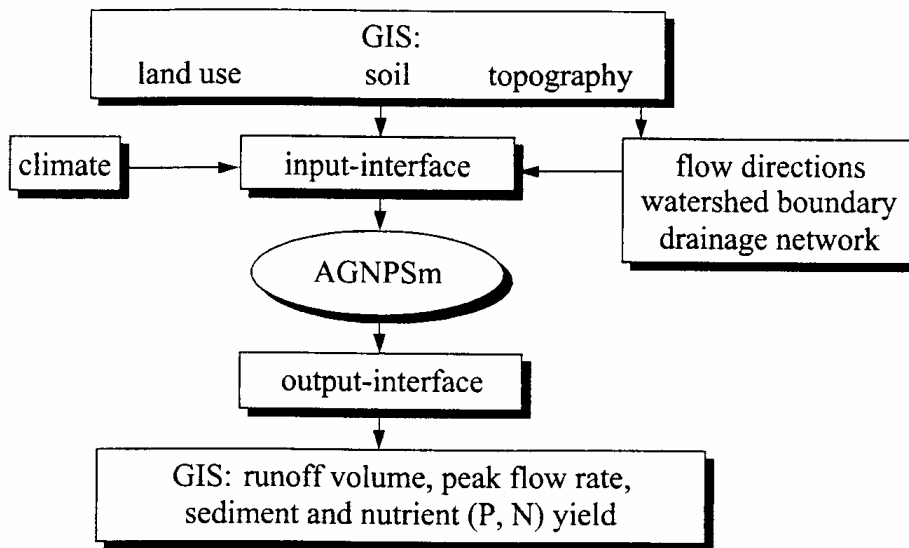 GIS:
land use soil topography
climate
input-interface
flow directions
watershed boundary
drainage network
AGNPSm
output-interface
GIS: runoff volume, peak flow rate,
sediment and nutrient (P, N) yield